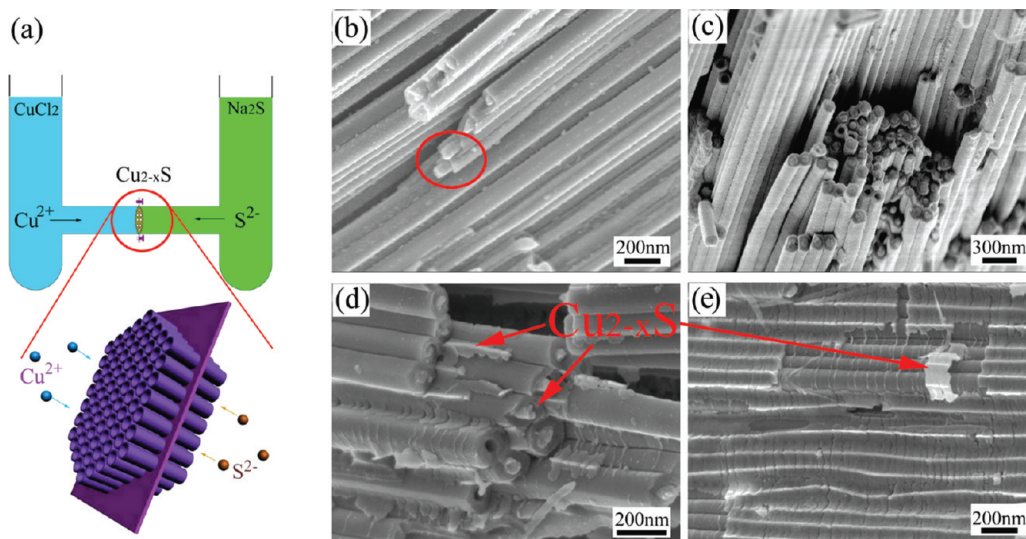 (a)
CuCl2
Na2S
Cu2-xS
Cu2+
S2-
Cu2+
S2-
(b)
200nm
(c)
300nm
(d)
Cu2-xS
200nm
(e)
200nm